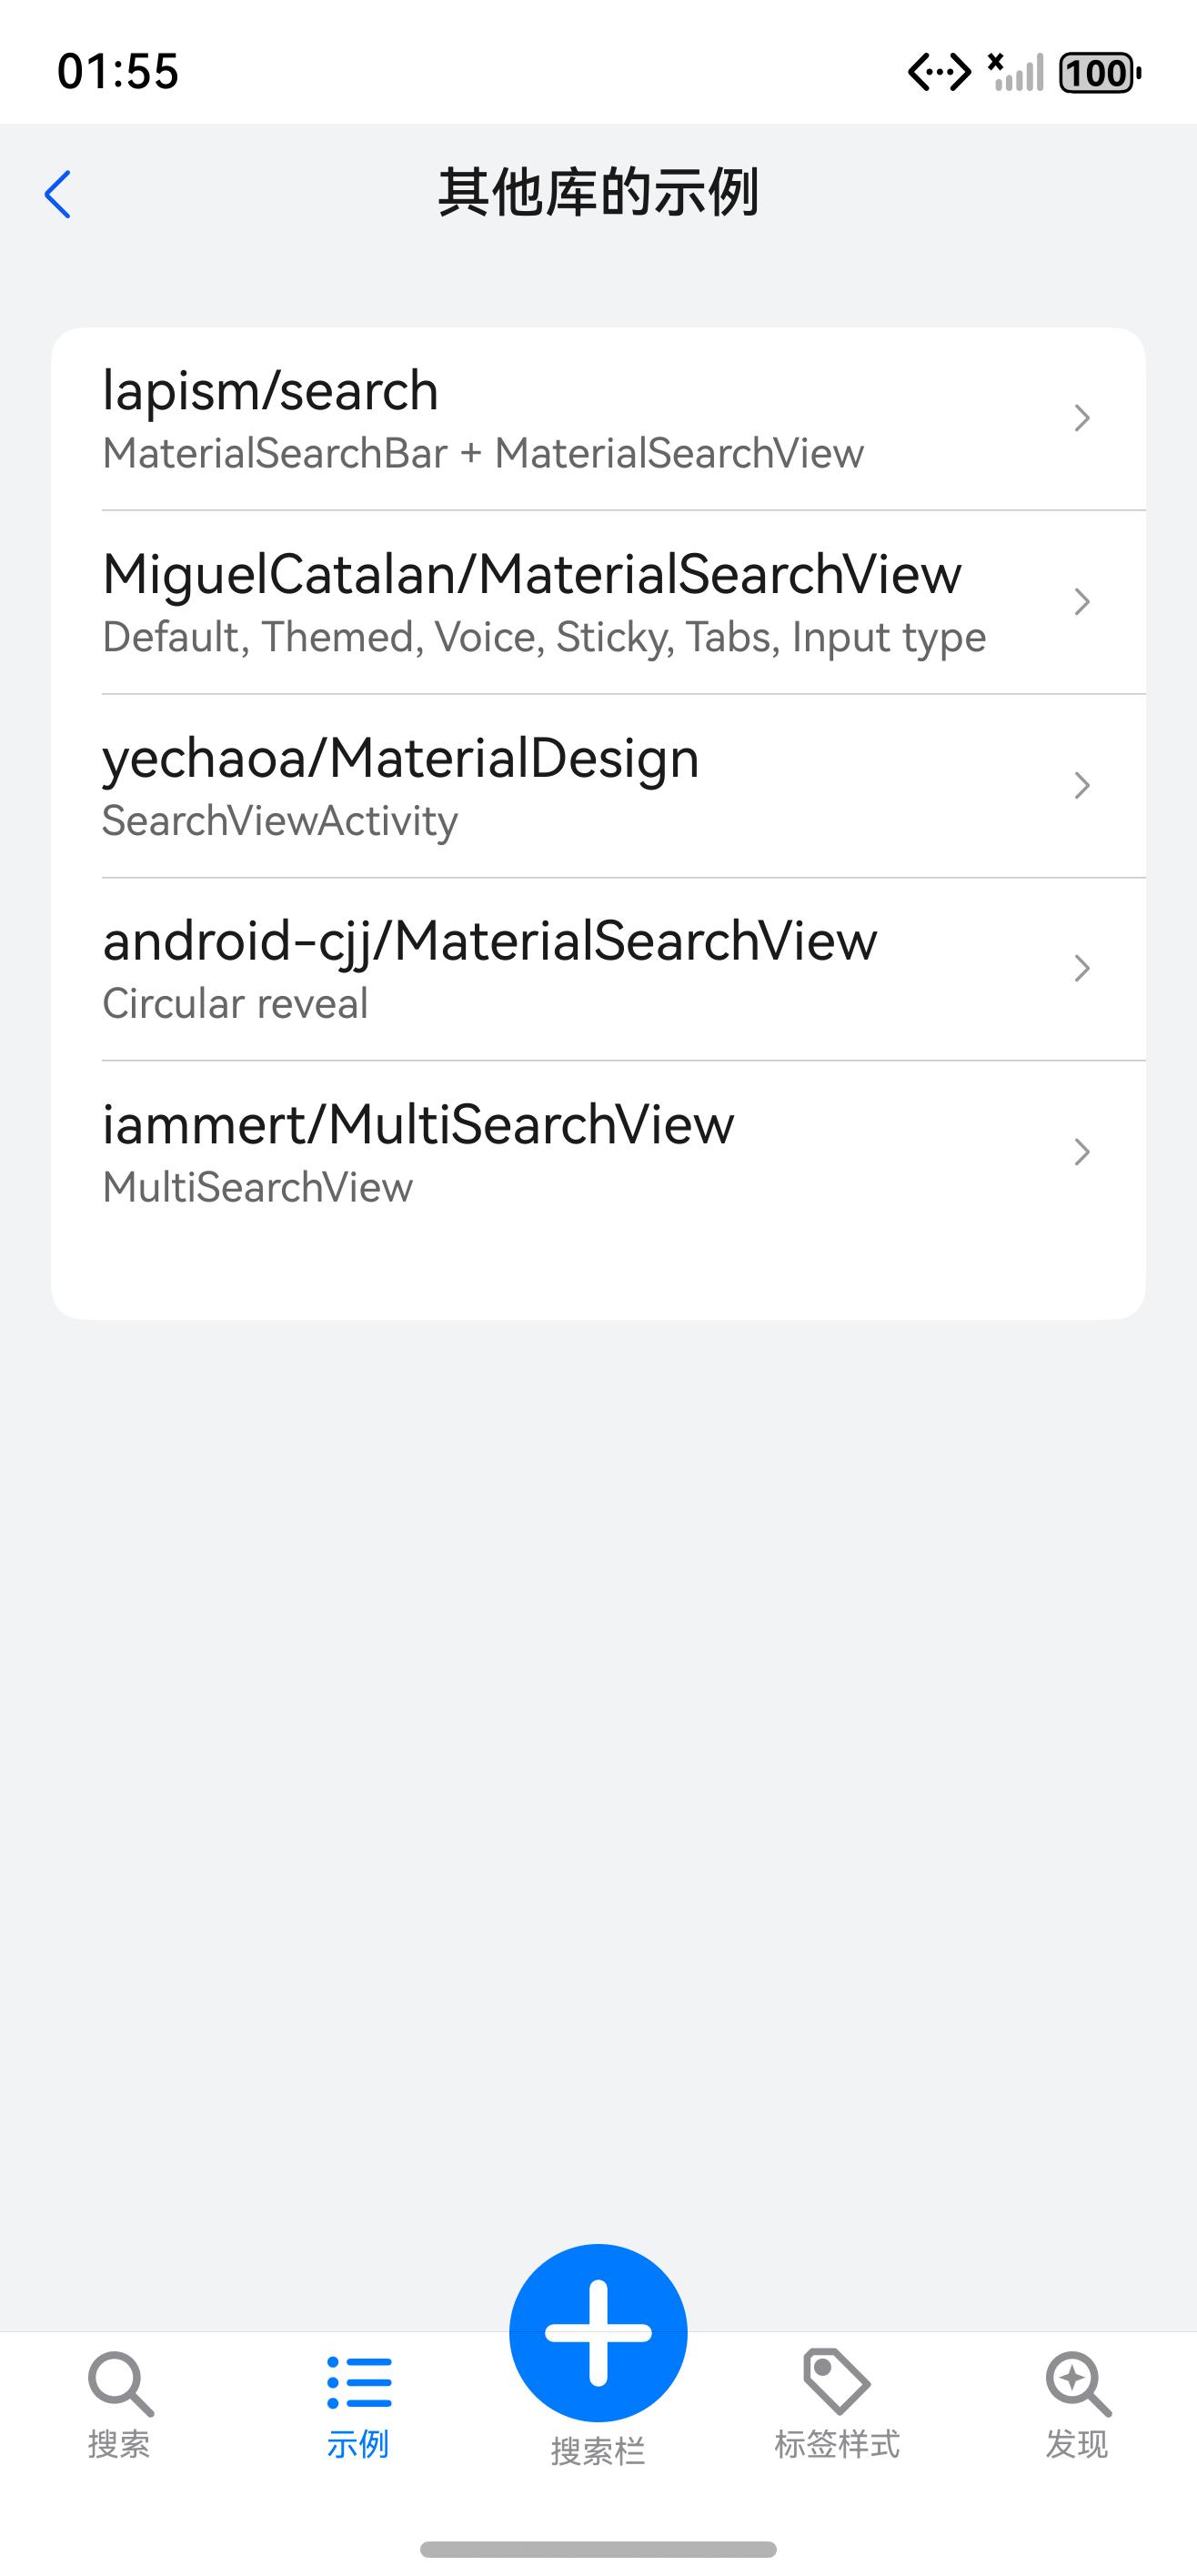 01:55
100
其他库的示例
lapism/search
MaterialSearchBar + MaterialSearchView
MiguelCatalan/MaterialSearchView
Default, Themed, Voice, Sticky, Tabs, Input type
yechaoa/MaterialDesign
SearchViewActivity
android-cjj/MaterialSearchView
Circular reveal
iammert/MultiSearchView
MultiSearchView
搜索
示例
搜索栏
标签样式
发现